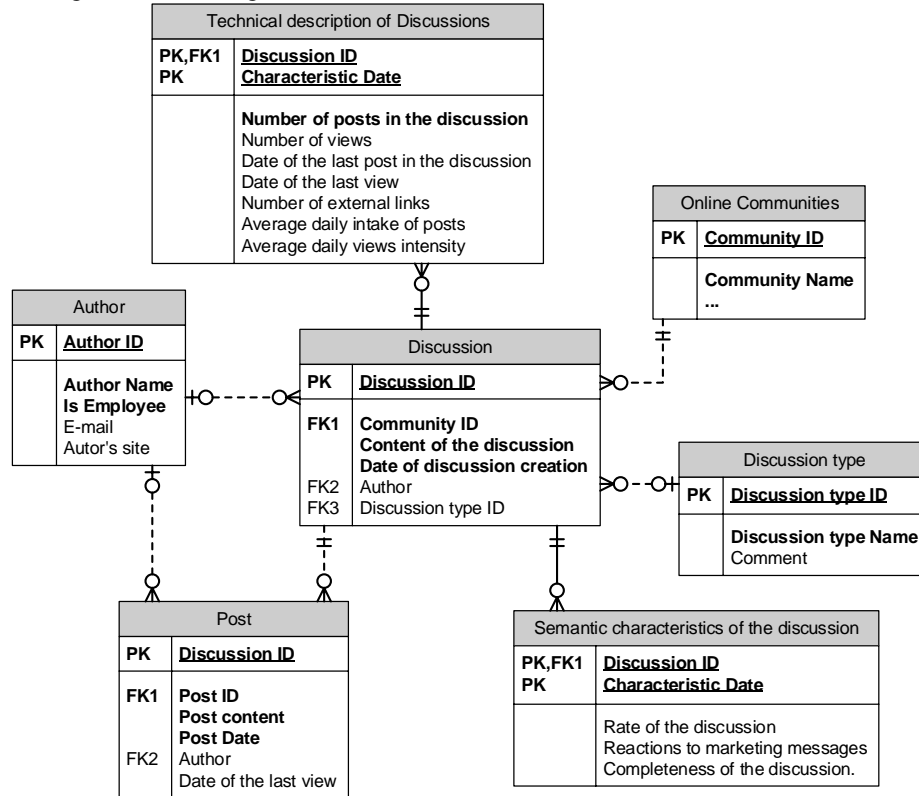 Technical description of Discussions
PK,FK1 Discussion ID
PK Characteristic Date
Number of posts in the discussion
Number of views
Date of the last post in the discussion
Date of the last view
Number of external links
Average daily intake of posts
Average daily views intensity
Online Communities
PK Community ID
Community Name
...
Author
PK Author ID
Author Name
Is Employee
E-mail
Autor's site
Discussion
PK Discussion ID
FK1 Community ID
Content of the discussion
Date of discussion creation
FK2 Author
FK3 Discussion type ID
Discussion type
PK Discussion type ID
Discussion type Name
Comment
Post
PK Discussion ID
FK1 Post ID
Post content
Post Date
FK2 Author
Date of the last view
Semantic characteristics of the discussion
PK,FK1 Discussion ID
PK Characteristic Date
Rate of the discussion
Reactions to marketing messages
Completeness of the discussion.